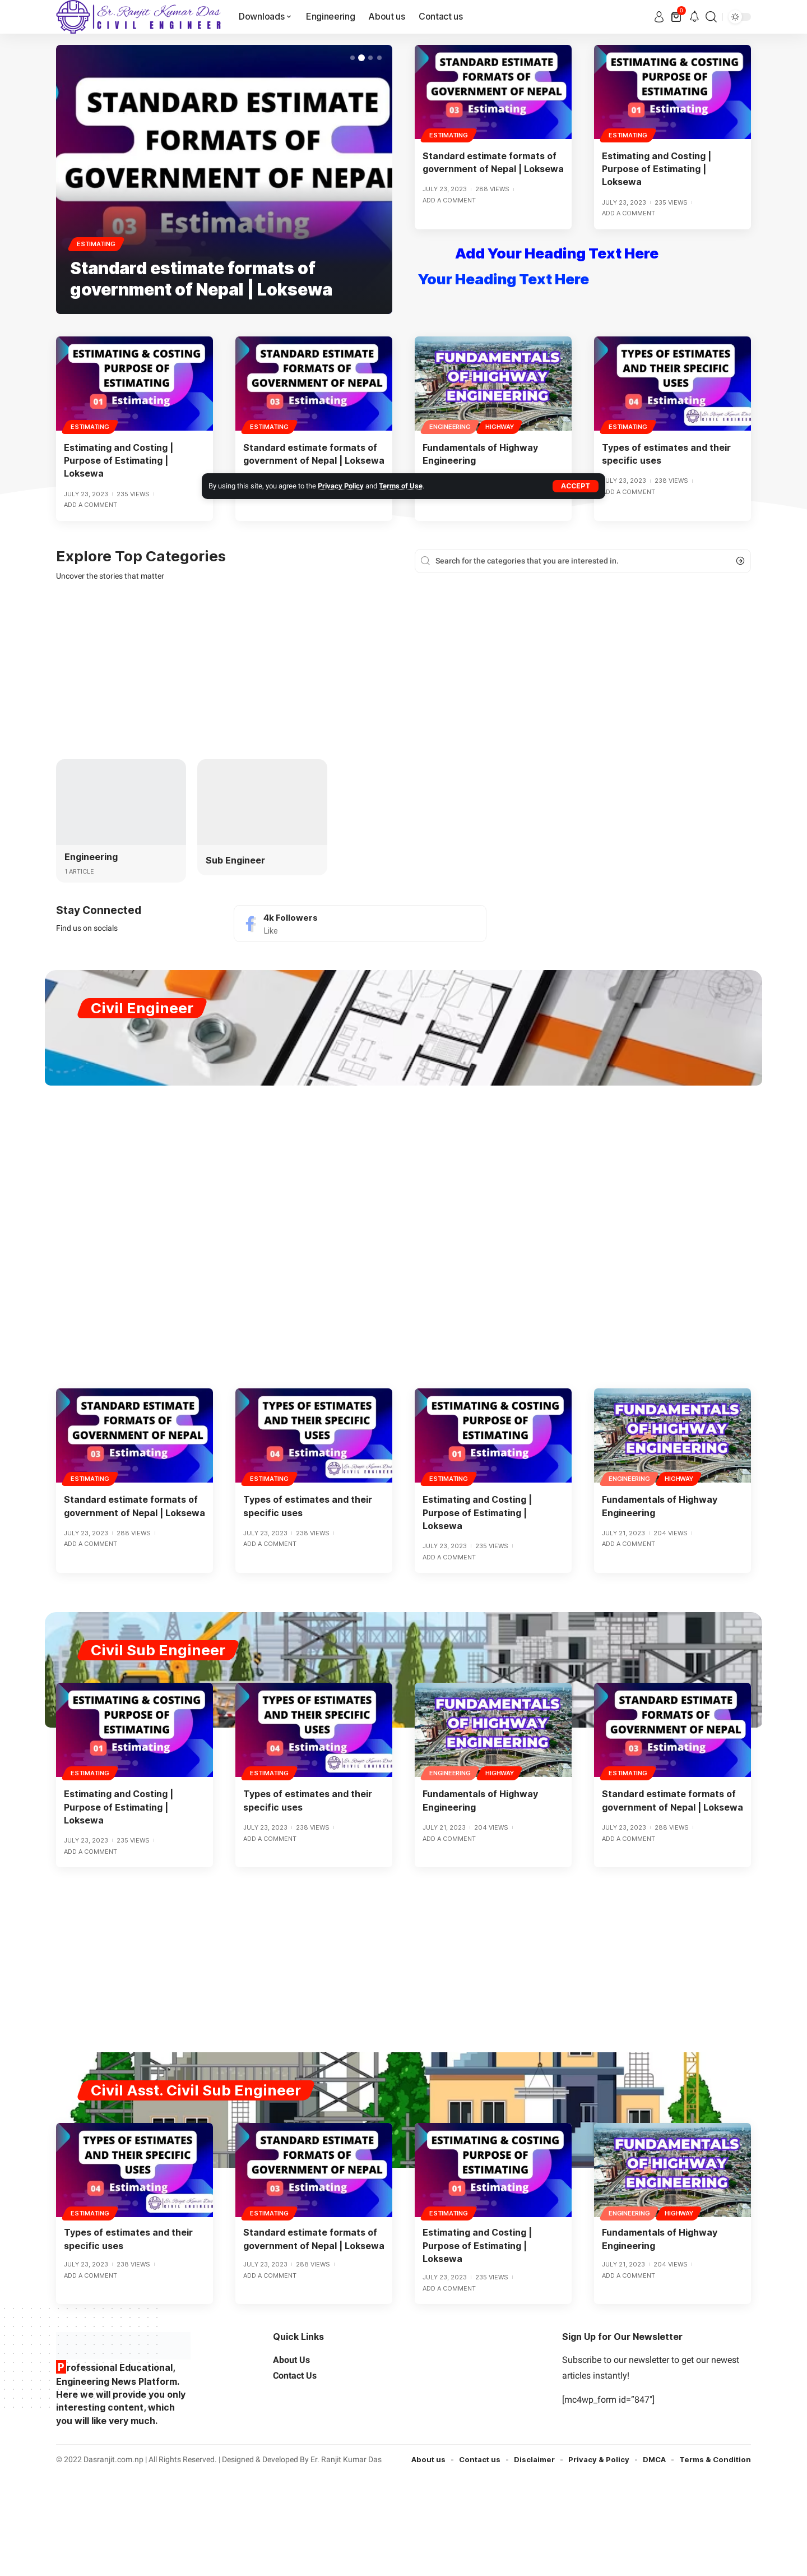 Er. Ranjit Kumar Das
CIVIL ENGINEER
Downloads
Engineering
About us
Contact us
0
STANDARD ESTIMATE
FORMATS OF
GOVERNMENT OF NEPAL
03 Estimating
ESTIMATING
Standard estimate formats of
government of Nepal | Loksewa
STANDARD ESTIMATE
FORMATS OF
GOVERNMENT OF NEPAL
03 Estimating
ESTIMATING
Standard estimate formats of
government of Nepal | Loksewa
JULY 23, 2023 288 VIEWS
ADD A COMMENT
ESTIMATING & COSTING
PURPOSE OF
ESTIMATING
01 Estimating
ESTIMATING
Estimating and Costing |
Purpose of Estimating |
Loksewa
JULY 23, 2023 235 VIEWS
ADD A COMMENT
Add Your Heading Text Here
Your Heading Text Here
ESTIMATING & COSTING
PURPOSE OF
ESTIMATING
01 Estimating
ESTIMATING
Estimating and Costing |
Purpose of Estimating |
Loksewa
JULY 23, 2023 235 VIEWS
ADD A COMMENT
STANDARD ESTIMATE
FORMATS OF
GOVERNMENT OF NEPAL
03 Estimating
ESTIMATING
Standard estimate formats of
government of Nepal | Loksewa
FUNDAMENTALS
OF HIGHWAY
ENGINEERING
ENGINEERING HIGHWAY
Fundamentals of Highway
Engineering
TYPES OF ESTIMATES
AND THEIR SPECIFIC
USES
04 Estimating
Er. Ranjit Kumar Das
CIVIL ENGINEER
ESTIMATING
Types of estimates and their
specific uses
JULY 23, 2023 238 VIEWS
ADD A COMMENT
By using this site, you agree to the Privacy Policy and Terms of Use.
ACCEPT
Explore Top Categories
Uncover the stories that matter
Search for the categories that you are interested in.
Engineering
1 ARTICLE
Sub Engineer
Stay Connected
Find us on socials
4k Followers
Like
Civil Engineer
STANDARD ESTIMATE
FORMATS OF
GOVERNMENT OF NEPAL
03 Estimating
ESTIMATING
Standard estimate formats of
government of Nepal | Loksewa
JULY 23, 2023 288 VIEWS
ADD A COMMENT
TYPES OF ESTIMATES
AND THEIR SPECIFIC
USES
04 Estimating
Er. Ranjit Kumar Das
CIVIL ENGINEER
ESTIMATING
Types of estimates and their
specific uses
JULY 23, 2023 238 VIEWS
ADD A COMMENT
ESTIMATING & COSTING
PURPOSE OF
ESTIMATING
01 Estimating
ESTIMATING
Estimating and Costing |
Purpose of Estimating |
Loksewa
JULY 23, 2023 235 VIEWS
ADD A COMMENT
FUNDAMENTALS
OF HIGHWAY
ENGINEERING
ENGINEERING HIGHWAY
Fundamentals of Highway
Engineering
JULY 21, 2023 204 VIEWS
ADD A COMMENT
Civil Sub Engineer
ESTIMATING & COSTING
PURPOSE OF
ESTIMATING
01 Estimating
ESTIMATING
Estimating and Costing |
Purpose of Estimating |
Loksewa
JULY 23, 2023 235 VIEWS
ADD A COMMENT
TYPES OF ESTIMATES
AND THEIR SPECIFIC
USES
04 Estimating
Er. Ranjit Kumar Das
CIVIL ENGINEER
ESTIMATING
Types of estimates and their
specific uses
JULY 23, 2023 238 VIEWS
ADD A COMMENT
FUNDAMENTALS
OF HIGHWAY
ENGINEERING
ENGINEERING HIGHWAY
Fundamentals of Highway
Engineering
JULY 21, 2023 204 VIEWS
ADD A COMMENT
STANDARD ESTIMATE
FORMATS OF
GOVERNMENT OF NEPAL
03 Estimating
ESTIMATING
Standard estimate formats of
government of Nepal | Loksewa
JULY 23, 2023 288 VIEWS
ADD A COMMENT
Civil Asst. Civil Sub Engineer
TYPES OF ESTIMATES
AND THEIR SPECIFIC
USES
04 Estimating
Er. Ranjit Kumar Das
CIVIL ENGINEER
ESTIMATING
Types of estimates and their
specific uses
JULY 23, 2023 238 VIEWS
ADD A COMMENT
STANDARD ESTIMATE
FORMATS OF
GOVERNMENT OF NEPAL
03 Estimating
ESTIMATING
Standard estimate formats of
government of Nepal | Loksewa
JULY 23, 2023 288 VIEWS
ADD A COMMENT
ESTIMATING & COSTING
PURPOSE OF
ESTIMATING
01 Estimating
ESTIMATING
Estimating and Costing |
Purpose of Estimating |
Loksewa
JULY 23, 2023 235 VIEWS
ADD A COMMENT
FUNDAMENTALS
OF HIGHWAY
ENGINEERING
ENGINEERING HIGHWAY
Fundamentals of Highway
Engineering
JULY 21, 2023 204 VIEWS
ADD A COMMENT
Professional Educational,
Engineering News Platform.
Here we will provide you only
interesting content, which
you will like very much.
Quick Links
About Us
Contact Us
Sign Up for Our Newsletter
Subscribe to our newsletter to get our newest
articles instantly!
[mc4wp_form id="847"]
© 2022 Dasranjit.com.np | All Rights Reserved. | Designed & Developed By Er. Ranjit Kumar Das
About us
Contact us
Disclaimer
Privacy & Policy
DMCA
Terms & Condition